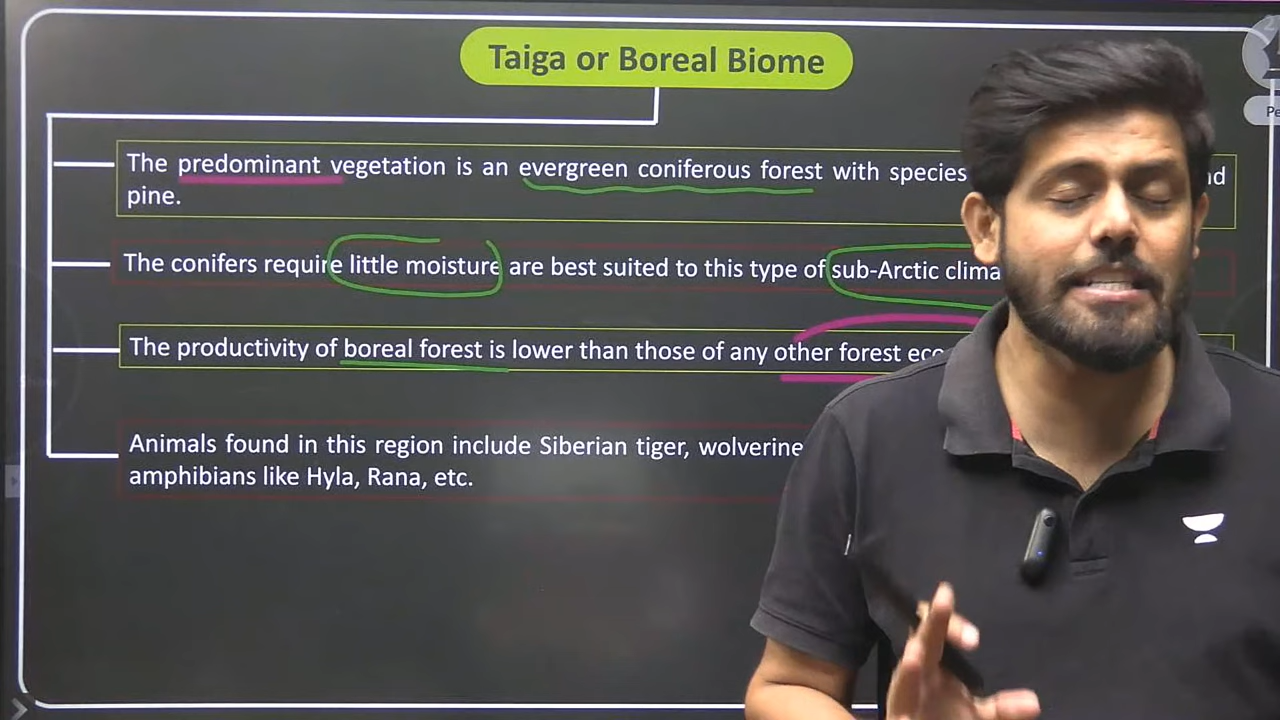 Taiga or Boreal Biome
The predominant vegetation is an evergreen coniferous forest with species
pine.
The conifers require little moisture are best suited to this type of sub-Arctic
The productivity of boreal forest is lower than those of any other forest
Animals found in this region include Siberian tiger, wolverine
amphibians like Hyla, Rana, etc.